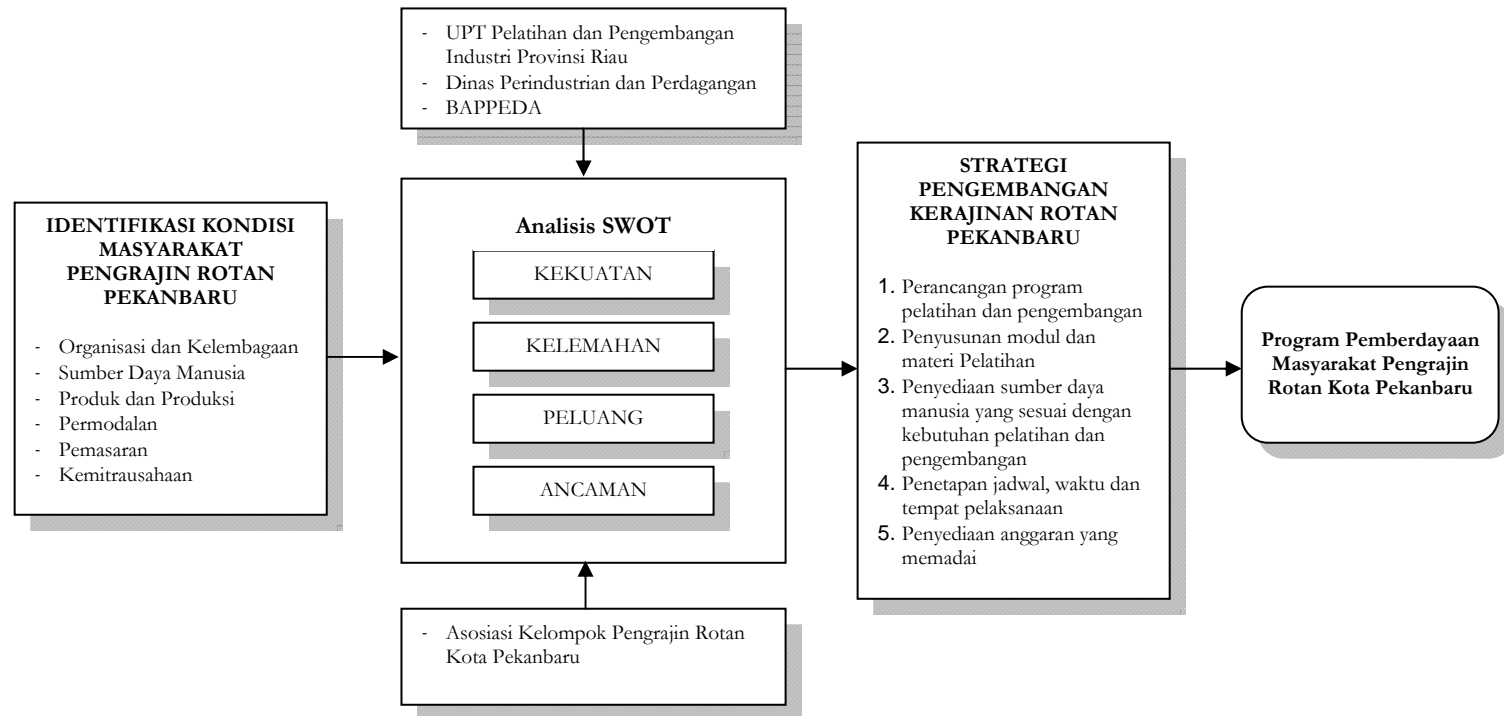 - UPT Pelatihan dan Pengembangan
Industri Provinsi Riau
- Dinas Perindustrian dan Perdagangan
- BAPPEDA
IDENTIFIKASI KONDISI
MASYARAKAT
PENGRAJIN ROTAN
PEKANBARU
- Organisasi dan Kelembagaan
- Sumber Daya Manusia
- Produk dan Produksi
- Permodalan
- Pemasaran
- Kemitrausahaan
Analisis SWOT
KEKUATAN
KELEMAHAN
PELUANG
ANCAMAN
- Asosiasi Kelompok Pengrajin Rotan
Kota Pekanbaru
STRATEGI
PENGEMBANGAN
KERAJINAN ROTAN
PEKANBARU
1. Perancangan program
pelatihan dan pengembangan
2. Penyusunan modul dan
materi Pelatihan
3. Penyediaan sumber daya
manusia yang sesuai dengan
kebutuhan pelatihan dan
pengembangan
4. Penetapan jadwal, waktu dan
tempat pelaksanaan
5. Penyediaan anggaran yang
memadai
Program Pemberdayaan
Masyarakat Pengrajin
Rotan Kota Pekanbaru